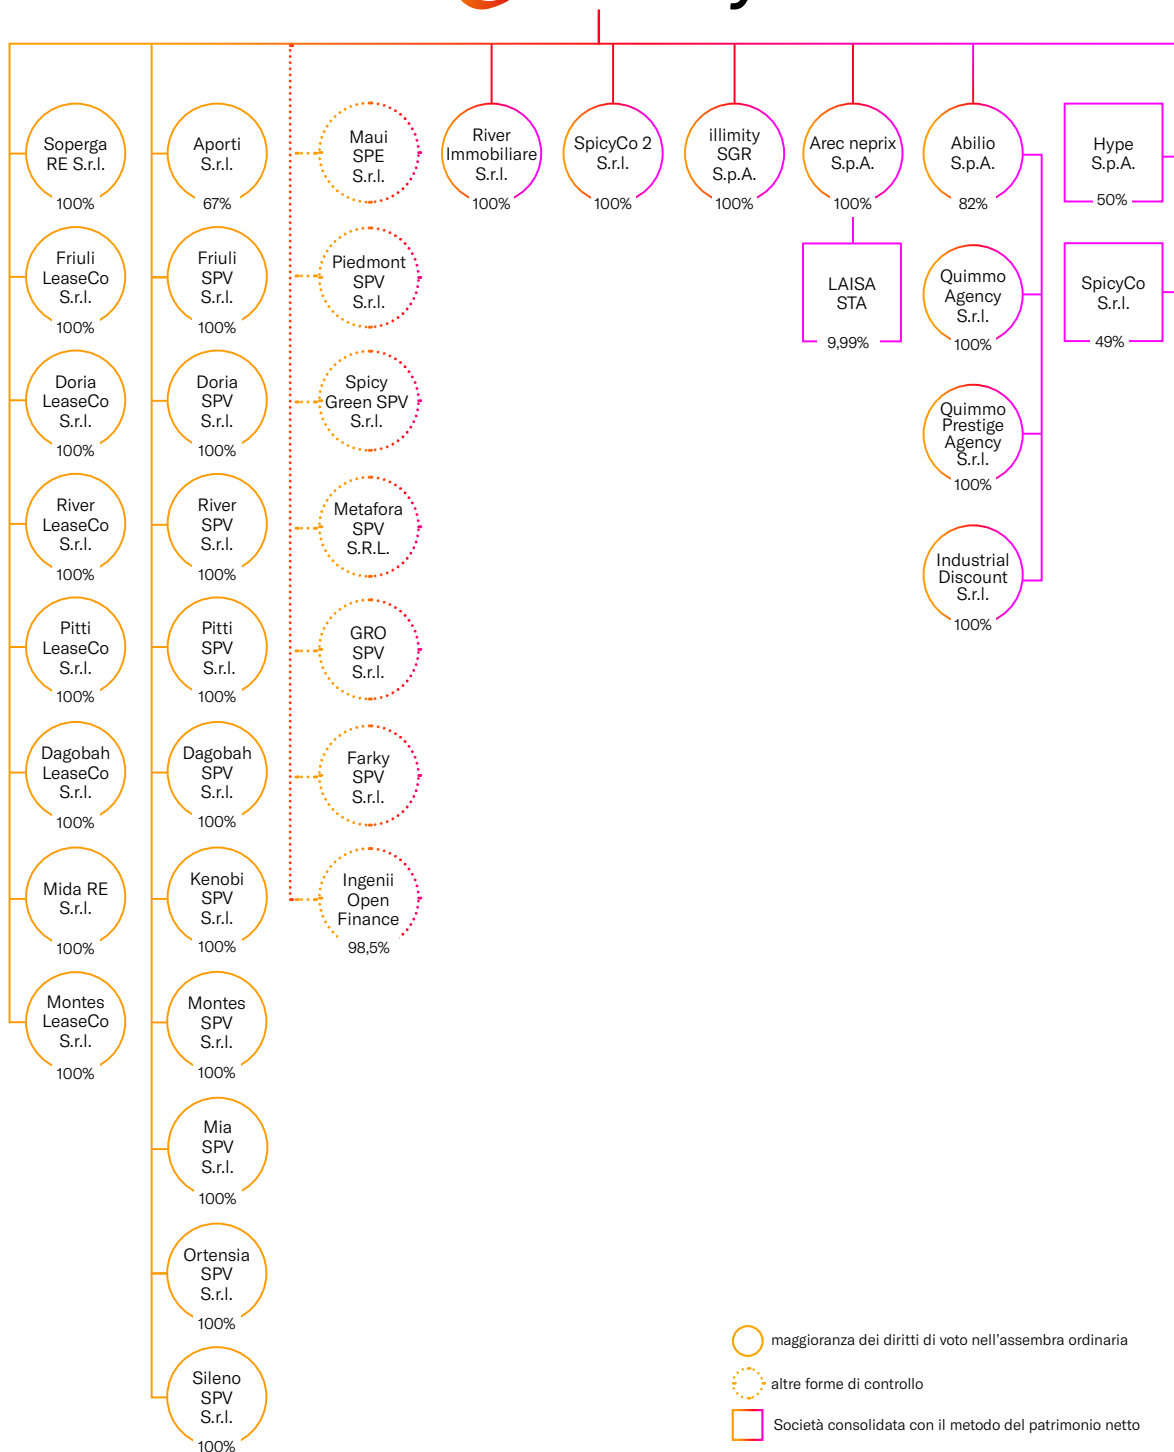 Soperga
RE S.r.l.
100%
Friuli
LeaseCo
S.r.l.
100%
Doria
LeaseCo
S.r.l.
100%
River
LeaseCo
S.r.l.
100%
Pitti
LeaseCo
S.r.l.
100%
Dagobah
LeaseCo
S.r.l.
100%
Mida RE
S.r.l.
100%
Montes
LeaseCo
S.r.l.
100%
Aporti
S.r.l.
67%
Friuli
SPV
S.r.l.
100%
Doria
SPV
S.r.l.
100%
River
SPV
S.r.l.
100%
Pitti
SPV
S.r.l.
100%
Dagobah
SPV
S.r.l.
100%
Kenobi
SPV
S.r.l.
100%
Montes
SPV
S.r.l.
100%
Mia
SPV
S.r.l.
100%
Ortensia
SPV
S.r.l.
100%
Sileno
SPV
S.r.l.
100%
Maui
SPE
S.r.l.
Piedmont
SPV
S.r.l.
Spicy
Green SPV
S.r.l.
Metafora
SPV
S.R.L.
GRO
SPV
S.r.l.
Farky
SPV
S.r.l.
Ingenii
Open
Finance
98,5%
River
Immobiliare
S.r.l.
100%
SpicyCo 2
S.r.l.
100%
illimity
SGR
S.p.A.
100%
Arec neprix
S.p.A.
100%
LAISA
STA
9,99%
Abilio
S.p.A.
82%
Quimmo
Agency
S.r.l.
100%
Quimmo
Prestige
Agency
S.r.l.
100%
Industrial
Discount
S.r.l.
100%
Hype
S.p.A.
50%
SpicyCo
S.r.l.
49%
maggioranza dei diritti di voto nell'assembra ordinaria
altre forme di controllo
Società consolidata con il metodo del patrimonio netto